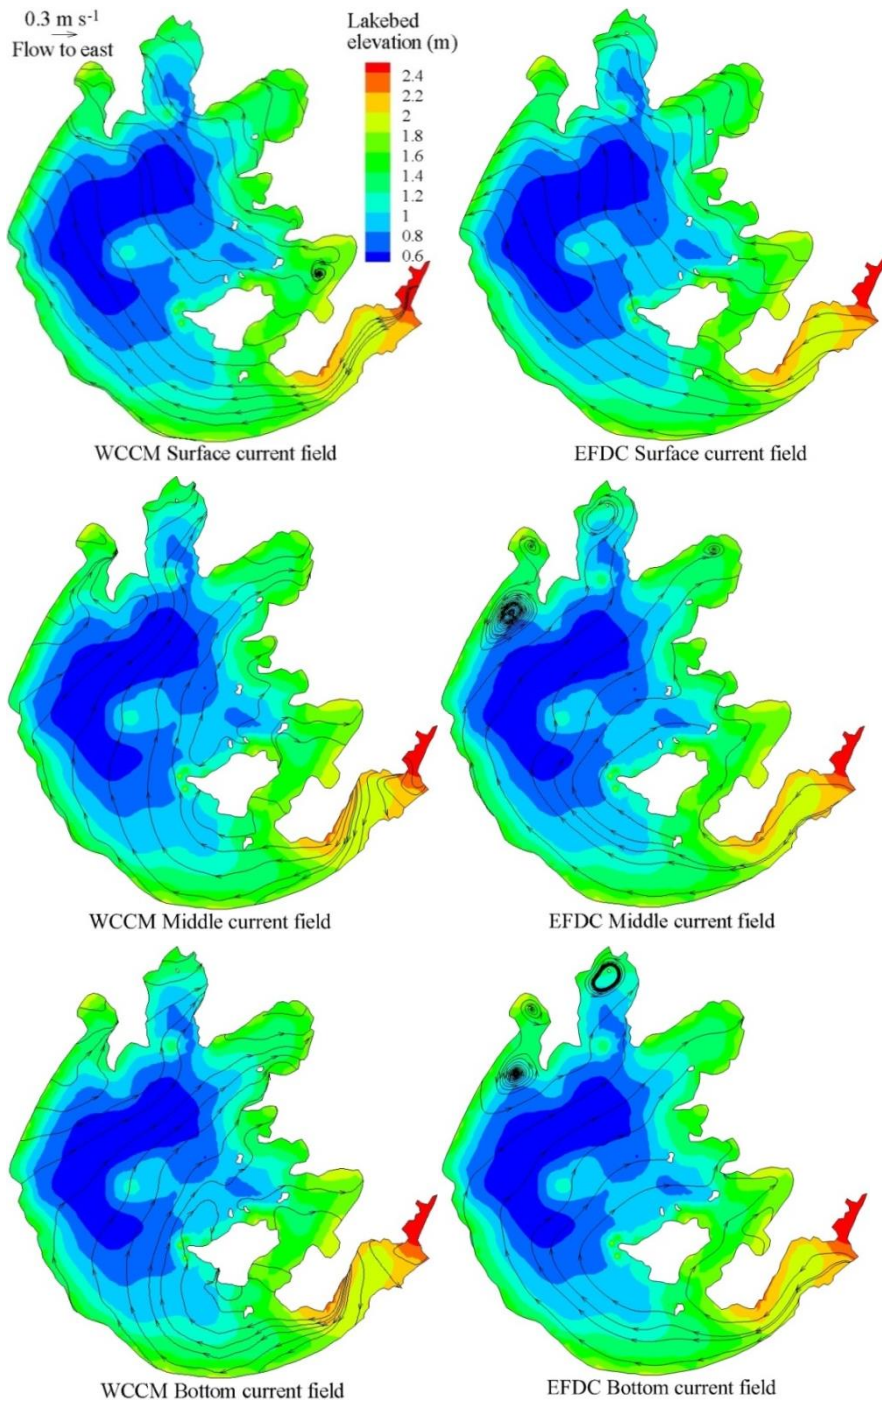 0.3 m s⁻¹
Flow to east
Lakebed
elevation (m)
2.4
2.2
2
1.8
1.6
1.4
1.2
1
0.8
0.6
WCCM Surface current field
EFDC Surface current field
WCCM Middle current field
EFDC Middle current field
WCCM Bottom current field
EFDC Bottom current field